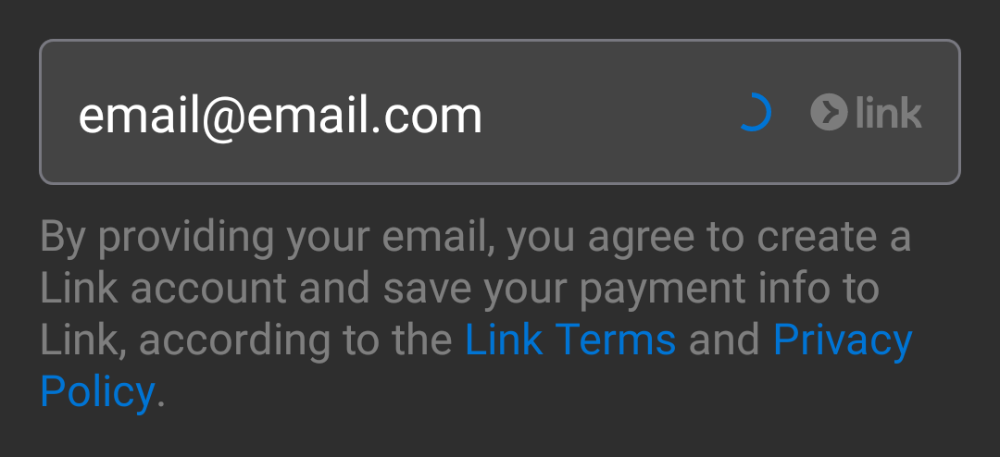 email@email.com
link
By providing your email, you agree to create a
Link account and save your payment info to
Link, according to the Link Terms and Privacy
Policy.